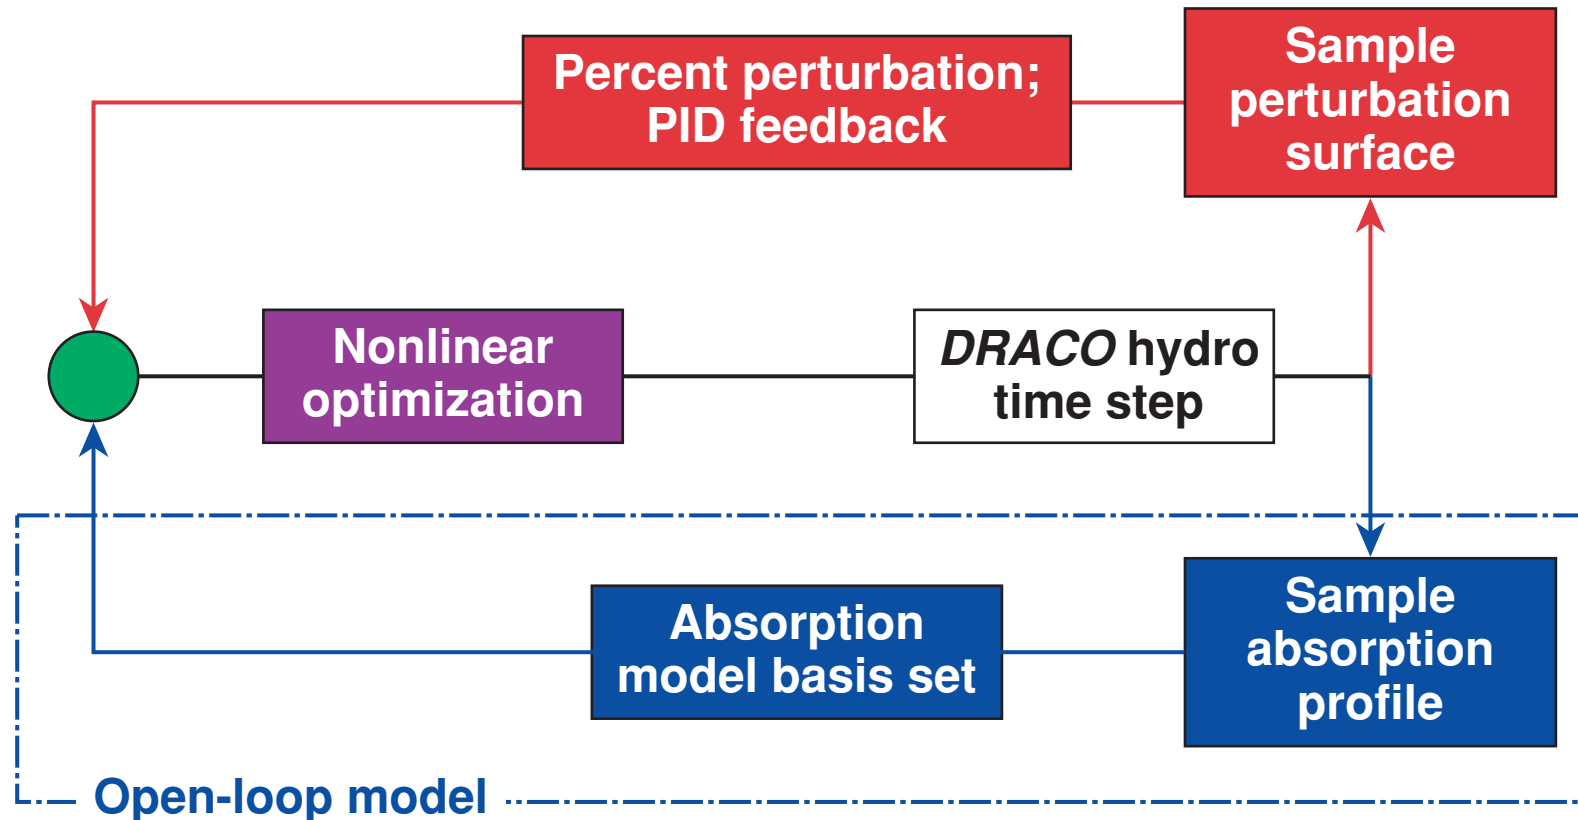 Percent perturbation;
PID feedback
Sample
perturbation
surface
Nonlinear
optimization
DRACO hydro
time step
Absorption
model basis set
Sample
absorption
profile
Open-loop model